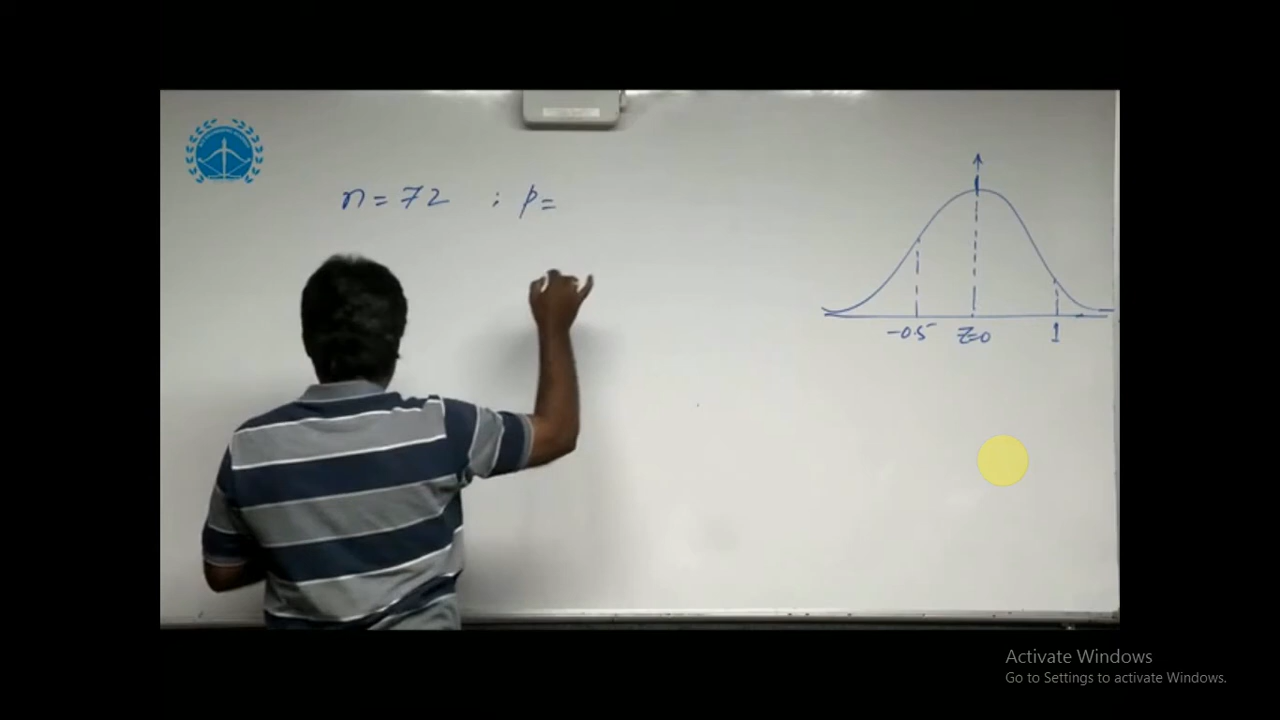 n = 72 ; p =
-0.5 Z=0 1
Activate Windows
Go to Settings to activate Windows.